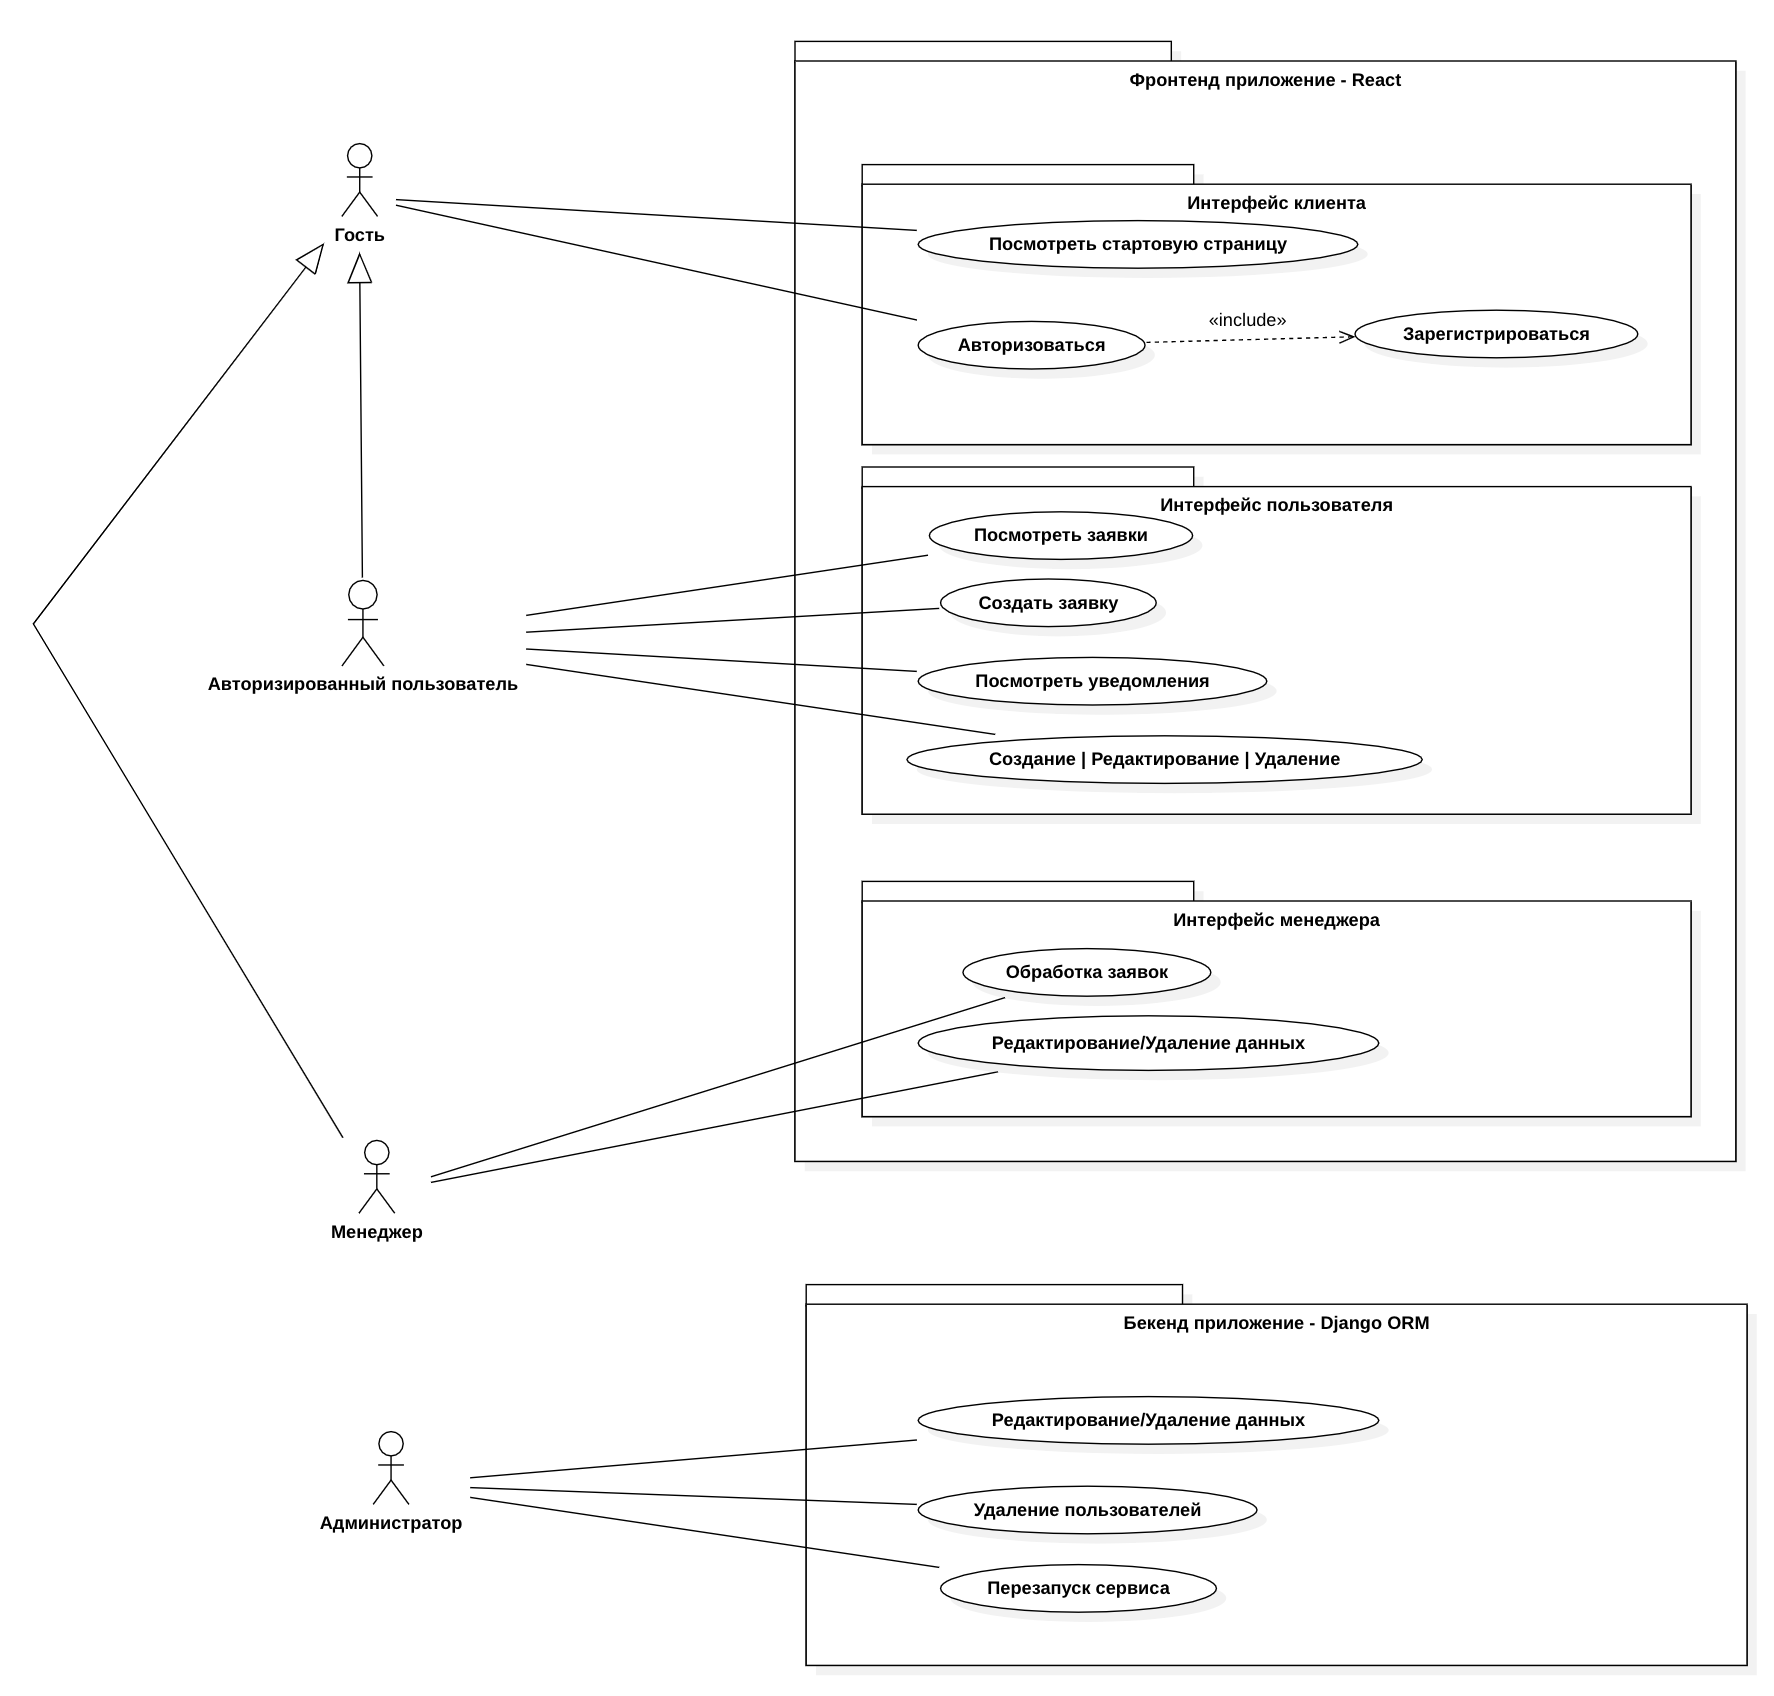 Фронтенд приложение - React
Гость
Интерфейс клиента
Посмотреть стартовую страницу
Авторизоваться
«include»
Зарегистрироваться
Интерфейс пользователя
Посмотреть заявки
Создать заявку
Авторизированный пользователь
Посмотреть уведомления
Создание | Редактирование | Удаление
Интерфейс менеджера
Обработка заявок
Редактирование/Удаление данных
Менеджер
Бекенд приложение - Django ORM
Редактирование/Удаление данных
Администратор
Удаление пользователей
Перезапуск сервиса